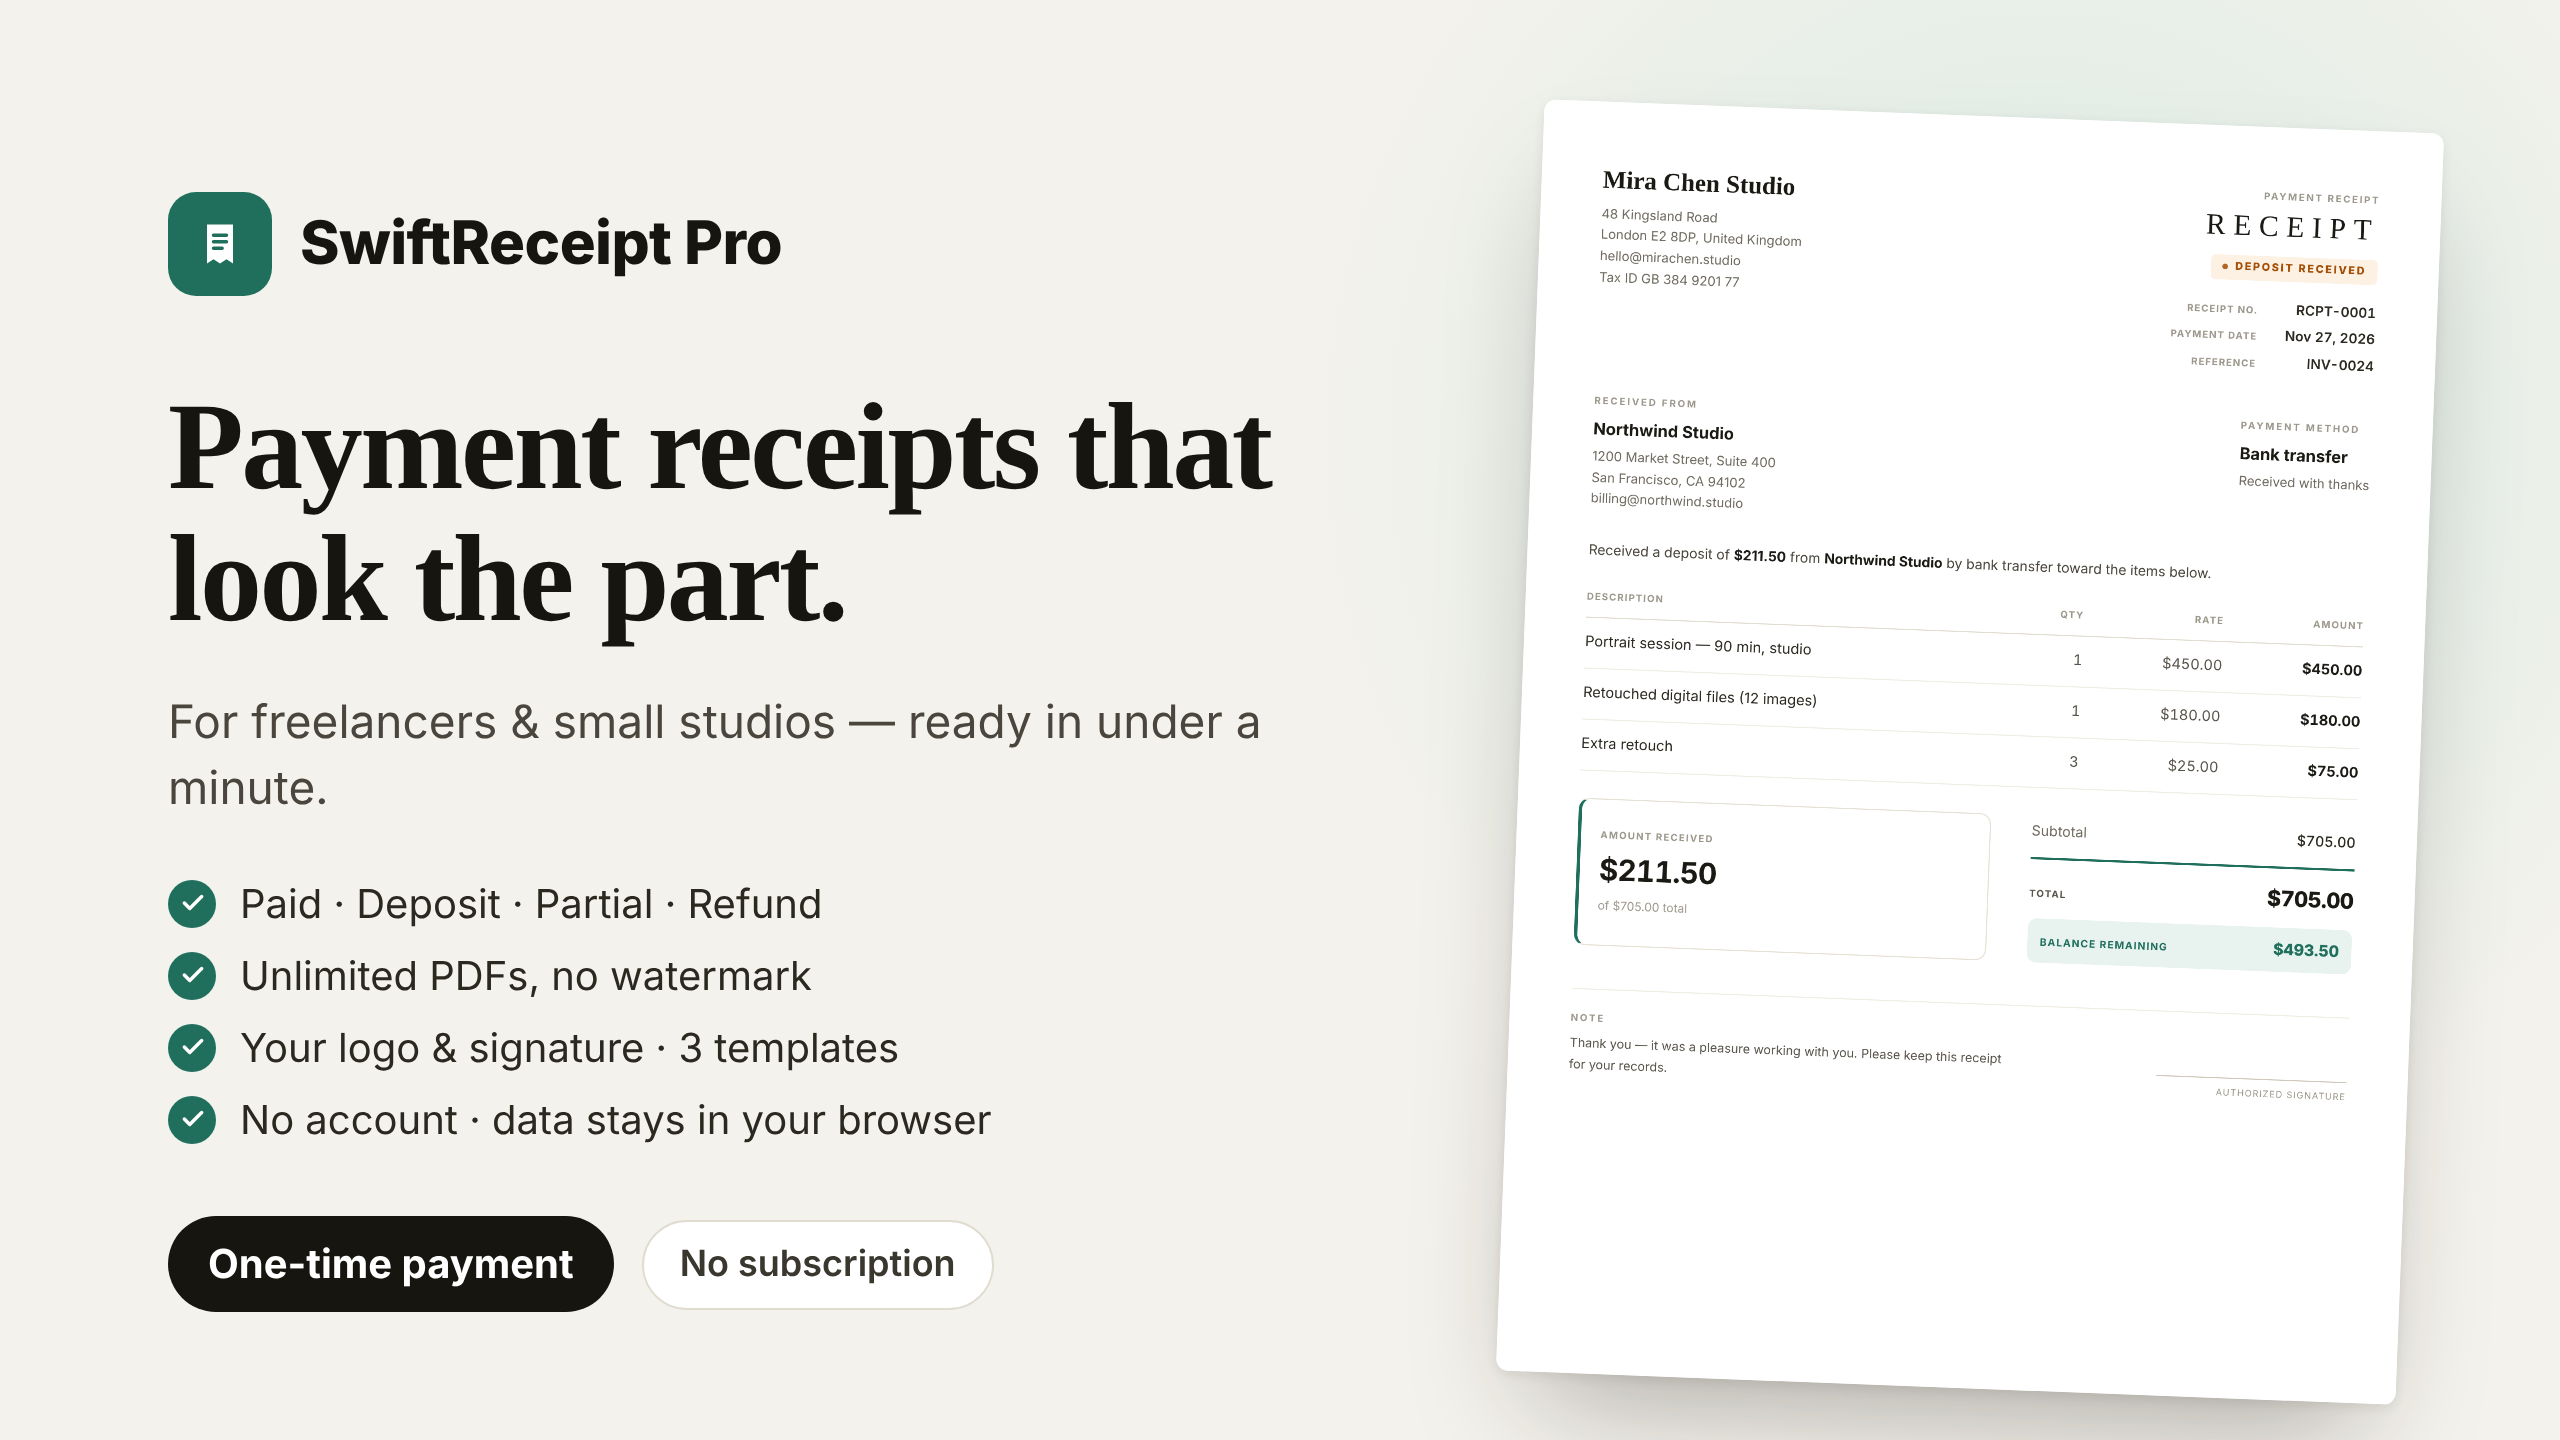 SwiftReceipt Pro
Payment receipts that
look the part.
For freelancers & small studios — ready in under a
minute.
Paid · Deposit · Partial · Refund
Unlimited PDFs, no watermark
Your logo & signature · 3 templates
No account · data stays in your browser
One-time payment
No subscription
Mira Chen Studio
48 Kingsland Road
London E2 8DP, United Kingdom
hello@mirachen.studio
Tax ID GB 384 9201 77
PAYMENT RECEIPT
RECEIPT
DEPOSIT RECEIVED
RECEIPT NO. RCPT-0001
PAYMENT DATE Nov 27, 2026
REFERENCE INV-0024
RECEIVED FROM
Northwind Studio
1200 Market Street, Suite 400
San Francisco, CA 94102
billing@northwind.studio
PAYMENT METHOD
Bank transfer
Received with thanks
Received a deposit of $211.50 from Northwind Studio by bank transfer toward the items below.
DESCRIPTION QTY RATE AMOUNT
Portrait session — 90 min, studio 1 $450.00 $450.00
Retouched digital files (12 images) 1 $180.00 $180.00
Extra retouch 3 $25.00 $75.00
AMOUNT RECEIVED
$211.50
of $705.00 total
Subtotal $705.00
TOTAL $705.00
BALANCE REMAINING $493.50
NOTE
Thank you — it was a pleasure working with you. Please keep this receipt
for your records.
AUTHORIZED SIGNATURE